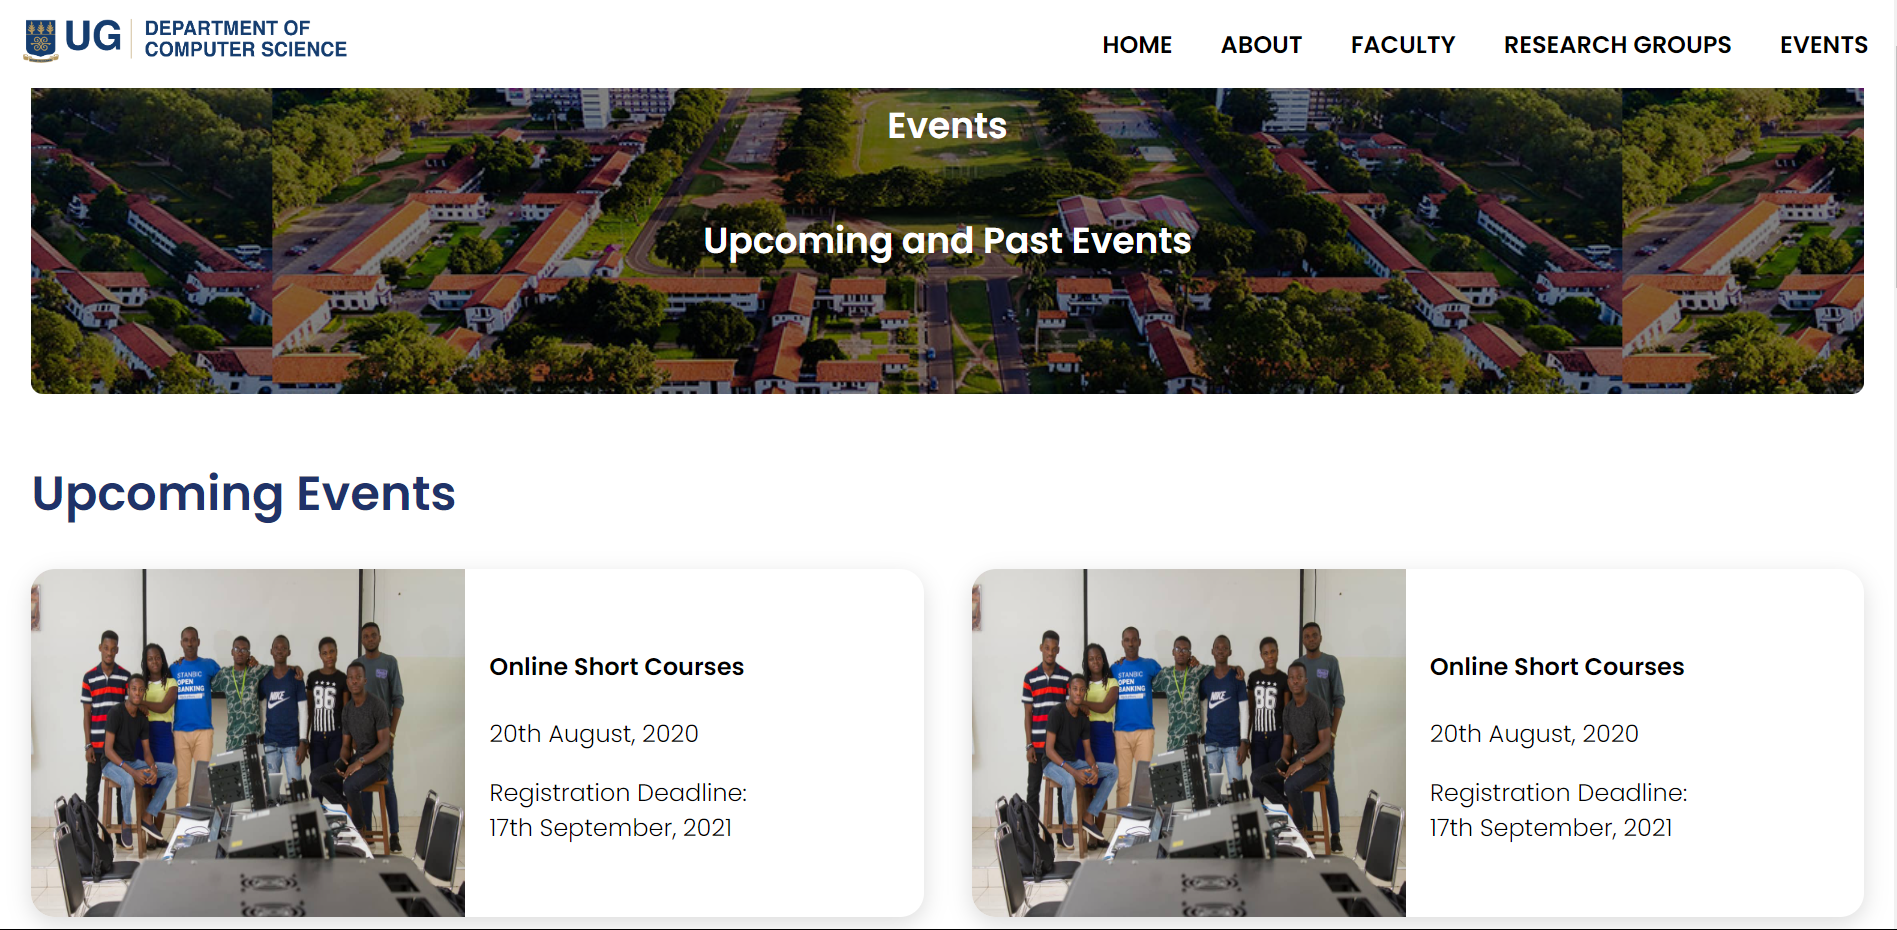 UG
DEPARTMENT OF
COMPUTER SCIENCE
HOME
ABOUT
FACULTY
RESEARCH GROUPS
EVENTS
Events
Upcoming and Past Events
Upcoming Events
STANBIC
OPEN
BANKING
NIKE
86
Online Short Courses
20th August, 2020
Registration Deadline:
17th September, 2021
STANBIC
OPEN
BANKING
NIKE
86
Online Short Courses
20th August, 2020
Registration Deadline:
17th September, 2021